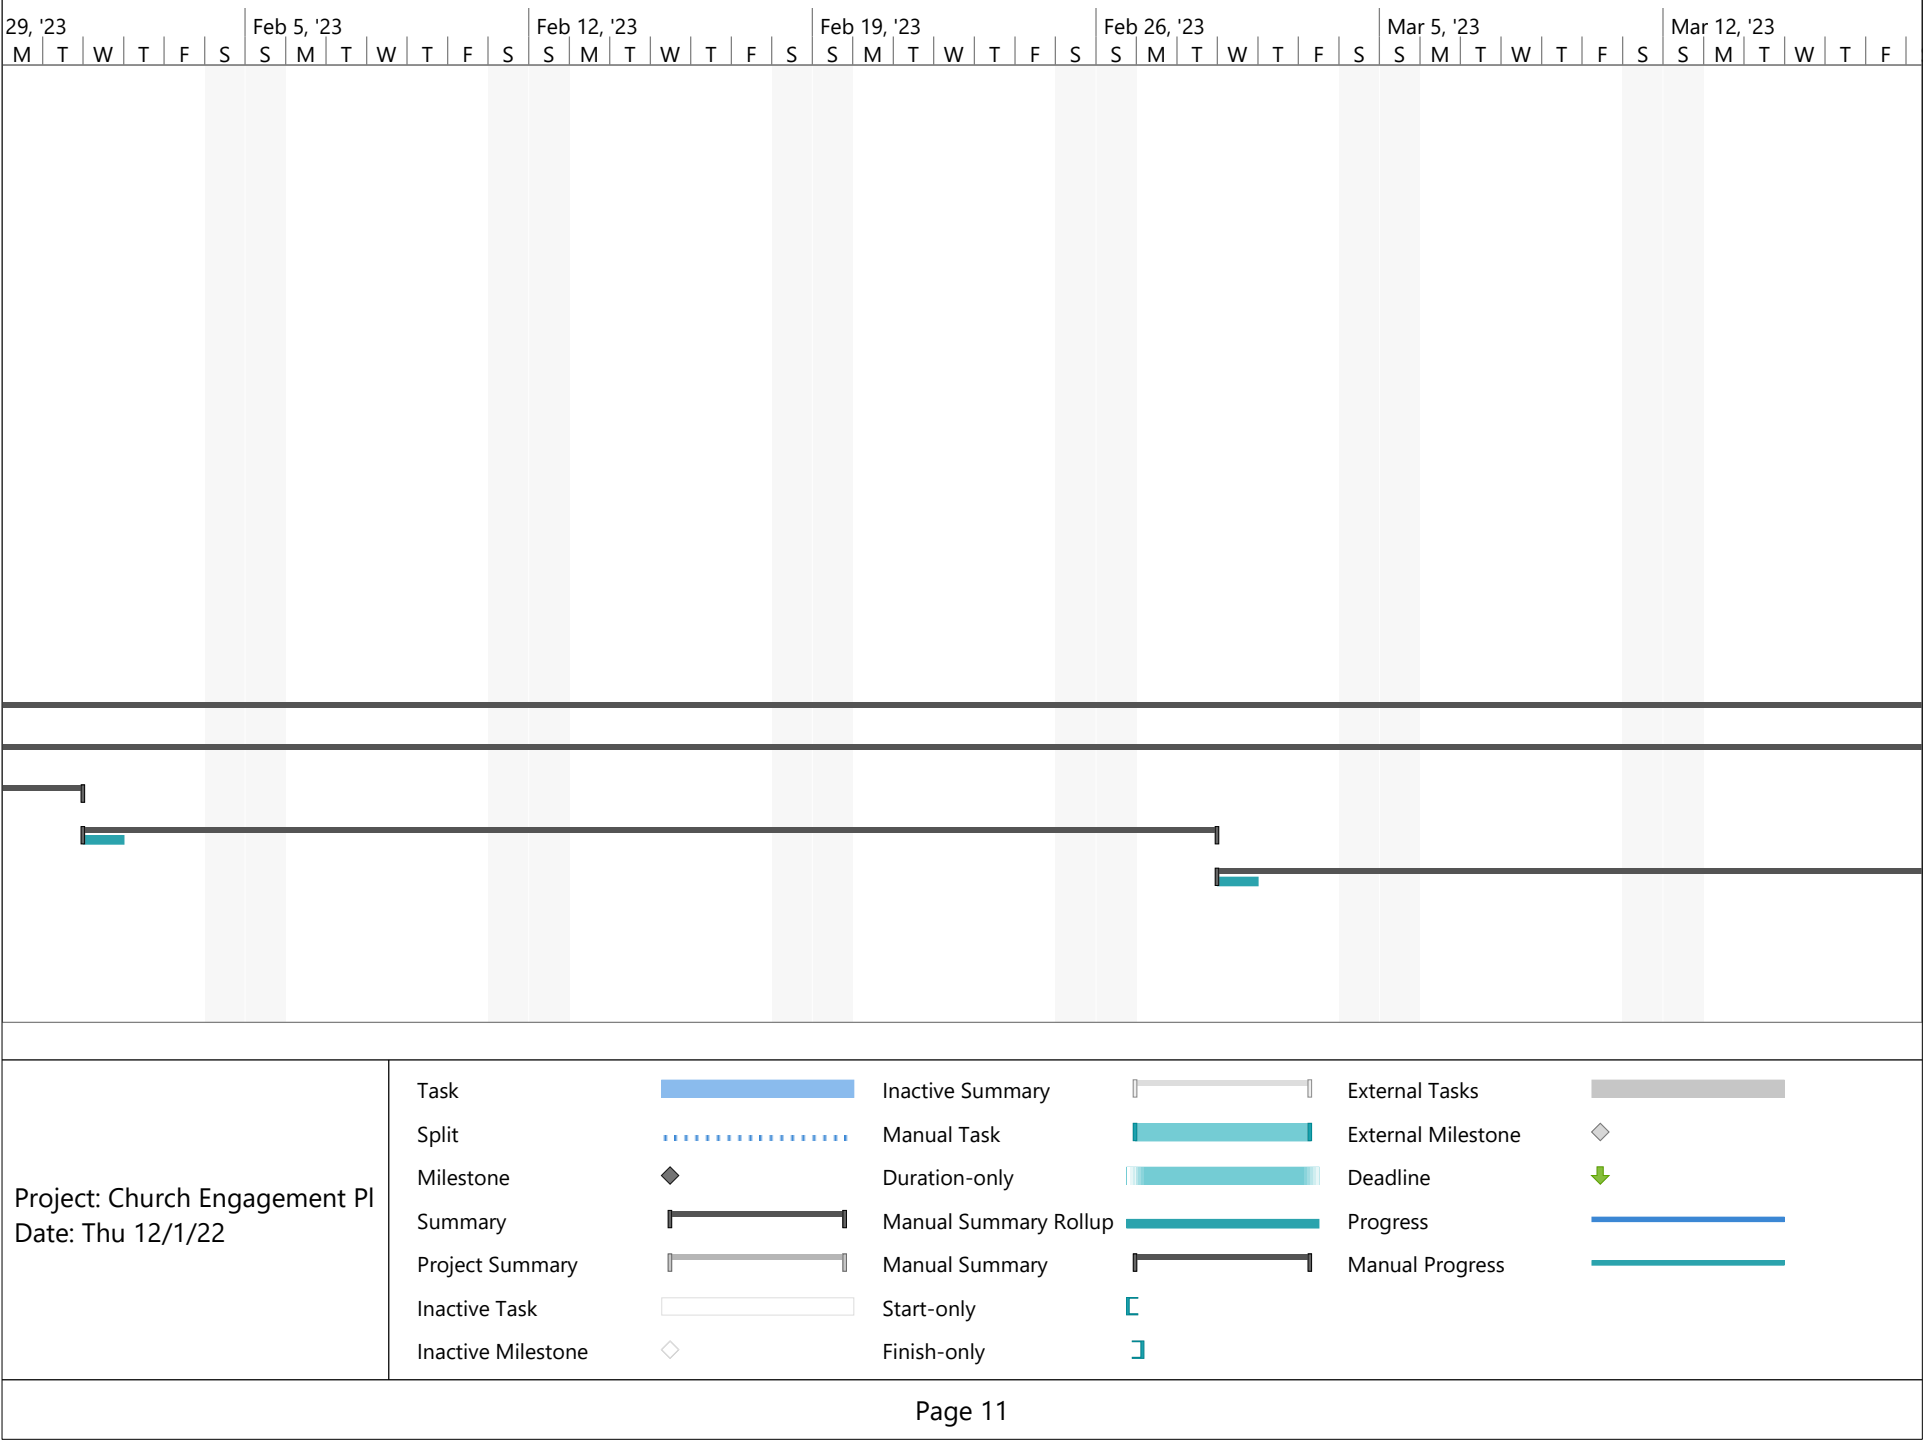 29, '23 Feb 5, '23 Feb 12, '23 Feb 19, '23 Feb 26, '23 Mar 5, '23 Mar 12, '23
M T W T F S S M T W T F S S M T W T F S S M T W T F S S M T W T F S S M T W T F S S M T W T F
Project: Church Engagement Pl
Date: Thu 12/1/22
Task
Split
Milestone
Summary
Project Summary
Inactive Task
Inactive Milestone
Inactive Summary
Manual Task
Duration-only
Manual Summary Rollup
Manual Summary
Start-only
Finish-only
External Tasks
External Milestone
Deadline
Progress
Manual Progress
Page 11